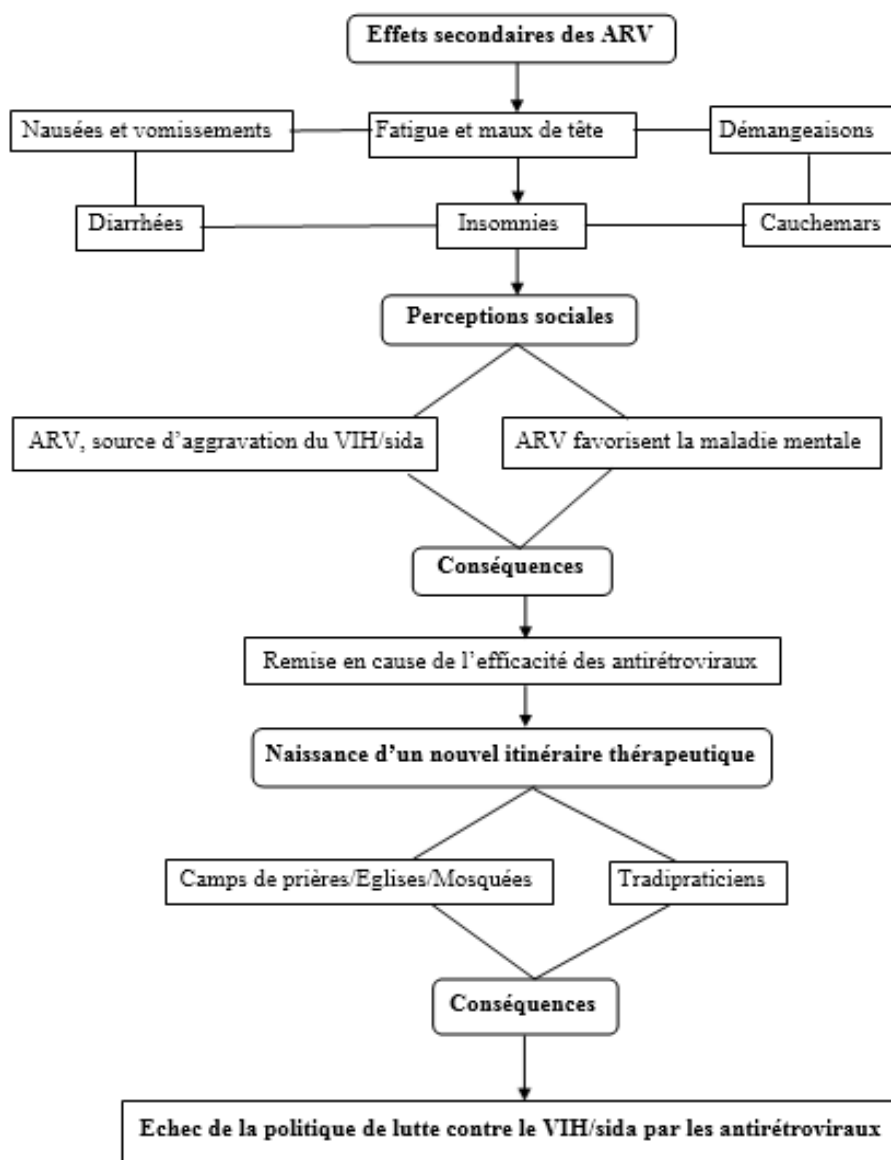 Effets secondaires des ARV
Nausées et vomissements
Fatigue et maux de tête
Démangeaisons
Diarrhées
Insomnies
Cauchemars
Perceptions sociales
ARV, source d’aggravation du VIH/sida
ARV favorisent la maladie mentale
Conséquences
Remise en cause de l’efficacité des antirétroviraux
Naissance d’un nouvel itinéraire thérapeutique
Camps de prières/Eglises/Mosquées
Tradipraticiens
Conséquences
Echec de la politique de lutte contre le VIH/sida par les antirétroviraux